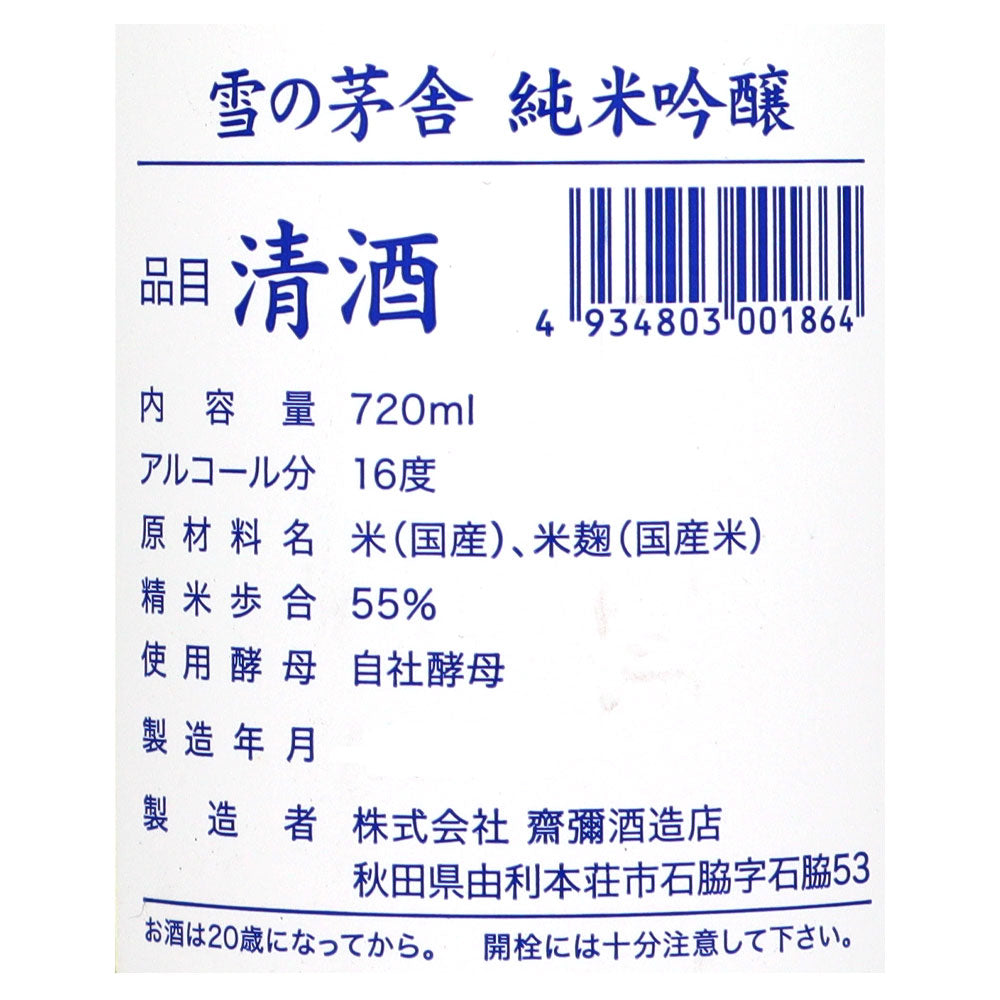 雪の茅舎 純米吟醸
品目 清酒
4 934803 001864
内容量 720ml
アルコール分 16度
原材料名 米（国産）、米麹（国産米）
精米歩合 55%
使用酵母 自社酵母
製造年月
製造者 株式会社 齋彌酒造店
秋田県由利本荘市石脇字石脇53
お酒は20歳になってから。 開栓には十分注意して下さい。